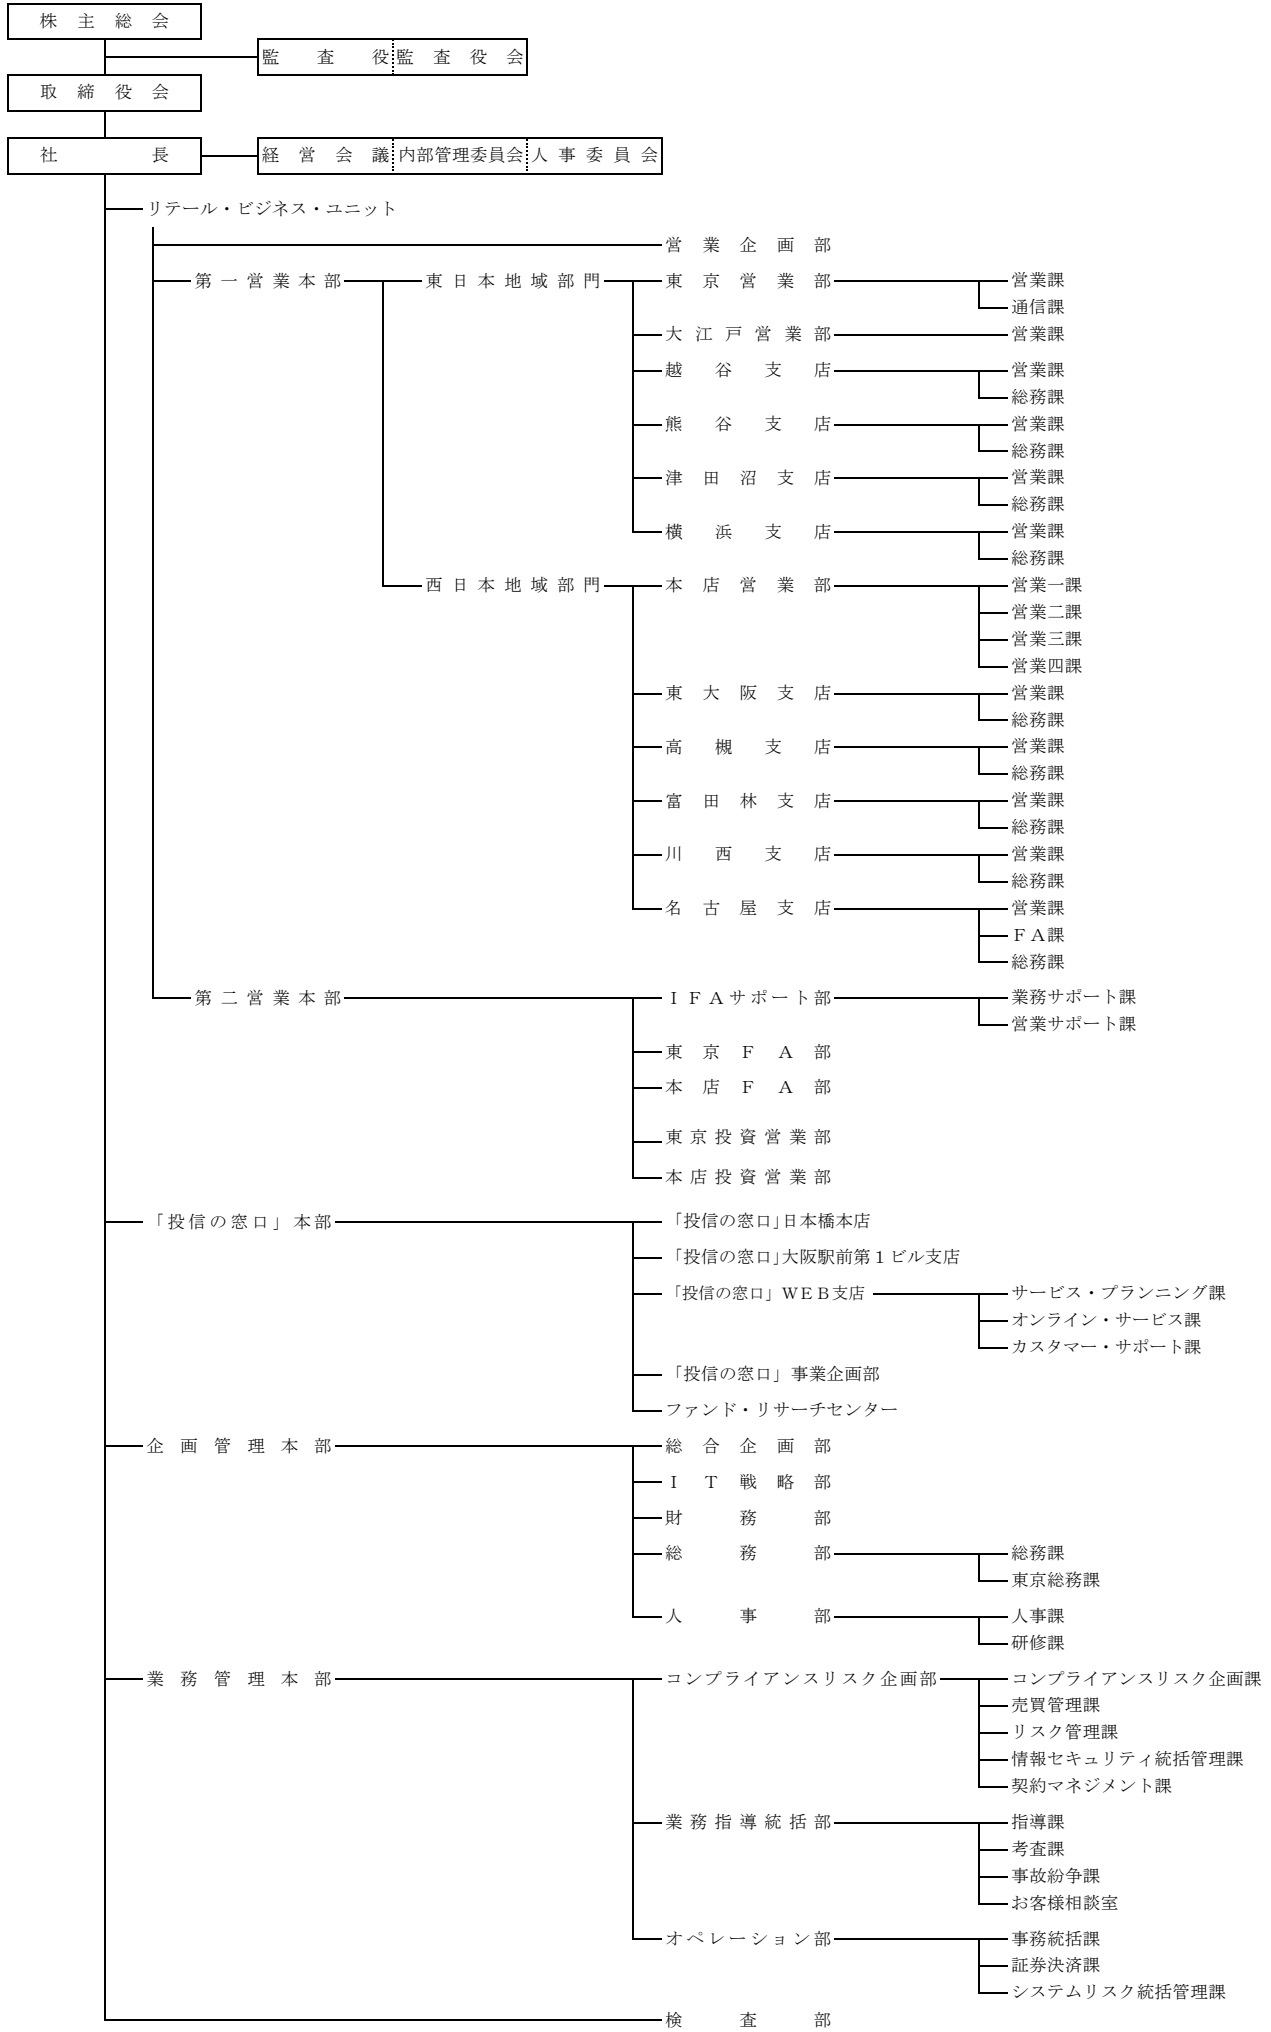 株主総会
監査役 監査役会
取締役会
社長 経営会議 内部管理委員会 人事委員会
リテール・ビジネス・ユニット
営業企画部
第一営業本部 東日本地域部門 東京営業部 営業課
通信課
大江戸営業部 営業課
越谷支店 営業課
総務課
熊谷支店 営業課
総務課
津田沼支店 営業課
総務課
横浜支店 営業課
総務課
西日本地域部門 本店営業部 営業一課
営業二課
営業三課
営業四課
東大阪支店 営業課
総務課
高槻支店 営業課
総務課
富田林支店 営業課
総務課
川西支店 営業課
総務課
名古屋支店 営業課
ＦＡ課
総務課
第二営業本部 ＩＦＡサポート部 業務サポート課
営業サポート課
東京ＦＡ部
本店ＦＡ部
東京投資営業部
本店投資営業部
「投信の窓口」本部 「投信の窓口」日本橋本店
「投信の窓口」大阪駅前第１ビル支店
「投信の窓口」ＷＥＢ支店 サービス・プランニング課
オンライン・サービス課
カスタマー・サポート課
「投信の窓口」事業企画部
ファンド・リサーチセンター
企画管理本部 総合企画部
ＩＴ戦略部
財務部
総務部 総務課
東京総務課
人事部 人事課
研修課
業務管理本部 コンプライアンスリスク企画部 コンプライアンスリスク企画課
売買管理課
リスク管理課
情報セキュリティ統括管理課
契約マネジメント課
業務指導統括部 指導課
考査課
事故紛争課
お客様相談室
オペレーション部 事務統括課
証券決済課
システムリスク統括管理課
検査部